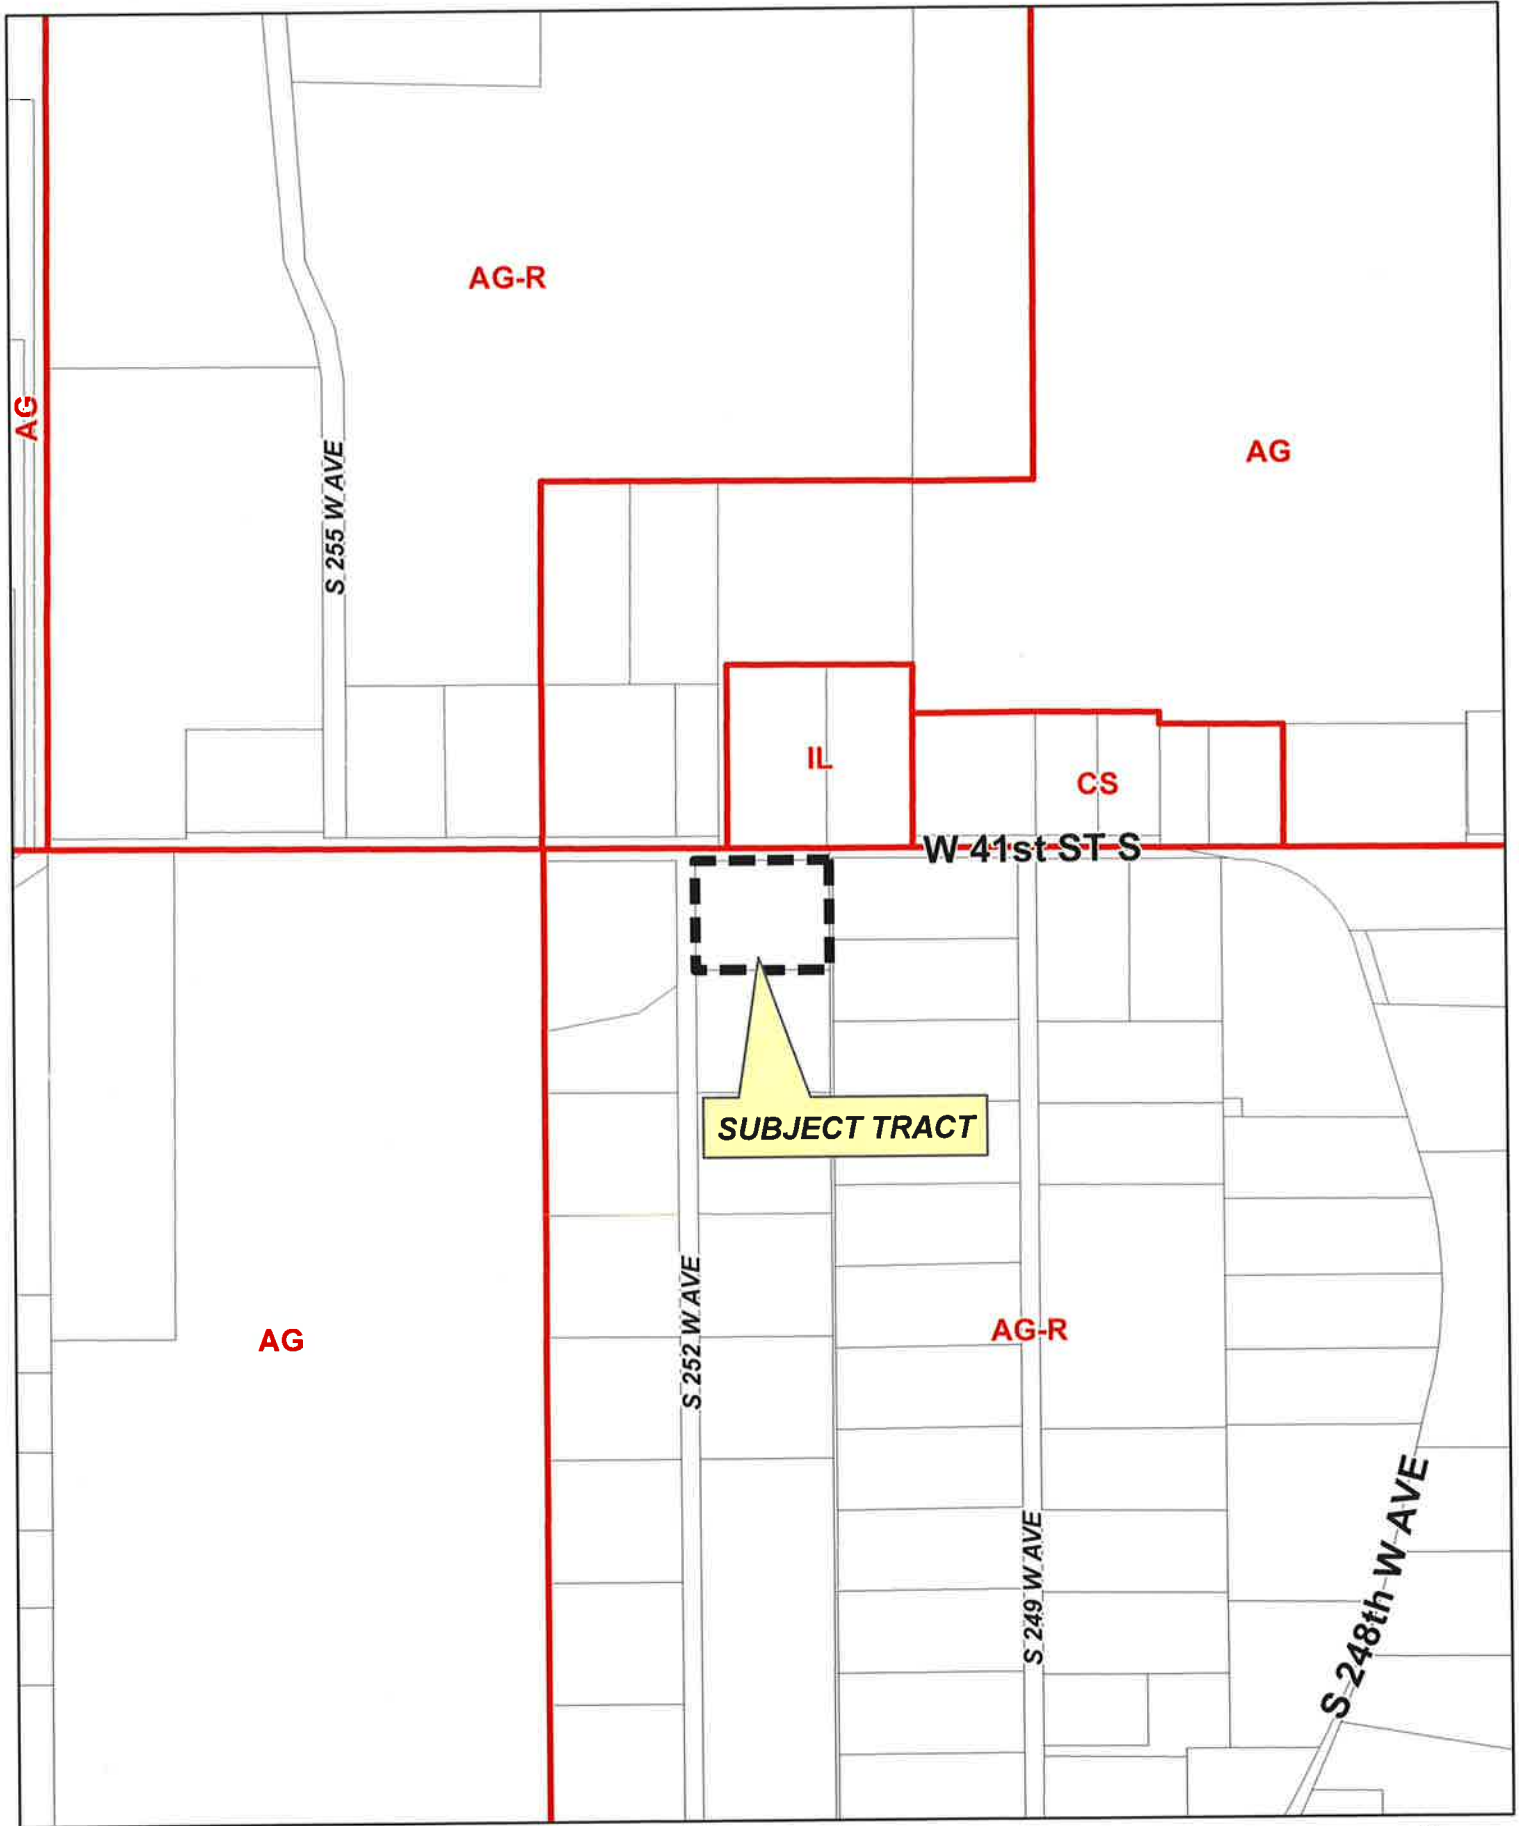 AG-R
AG
AG
S 255 W AVE
IL
CS
W 41st ST S
SUBJECT TRACT
S 252 W AVE
AG
AG-R
S 249 W AVE
S 248th W AVE